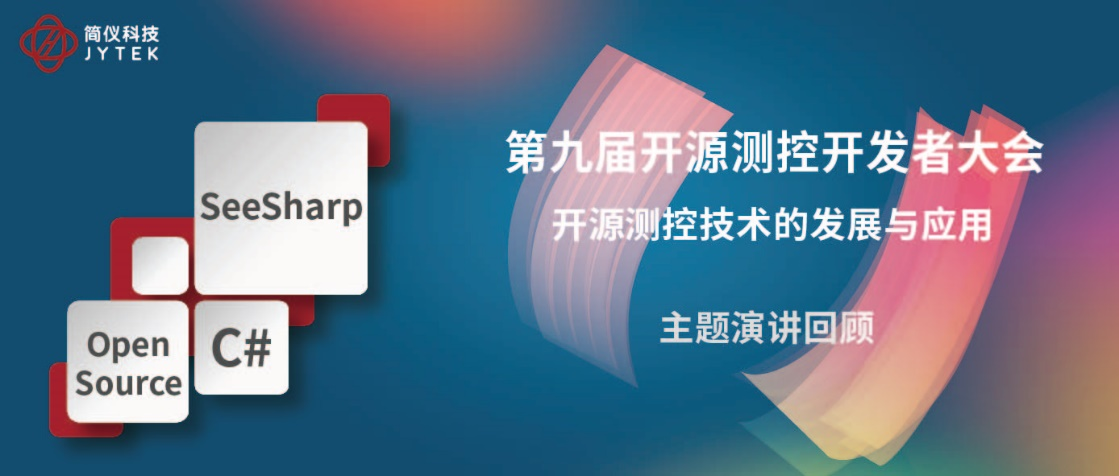 简仪科技
JYTEK
第九届开源测控开发者大会
开源测控技术的发展与应用
主题演讲回顾
SeeSharp
Open
Source
C#